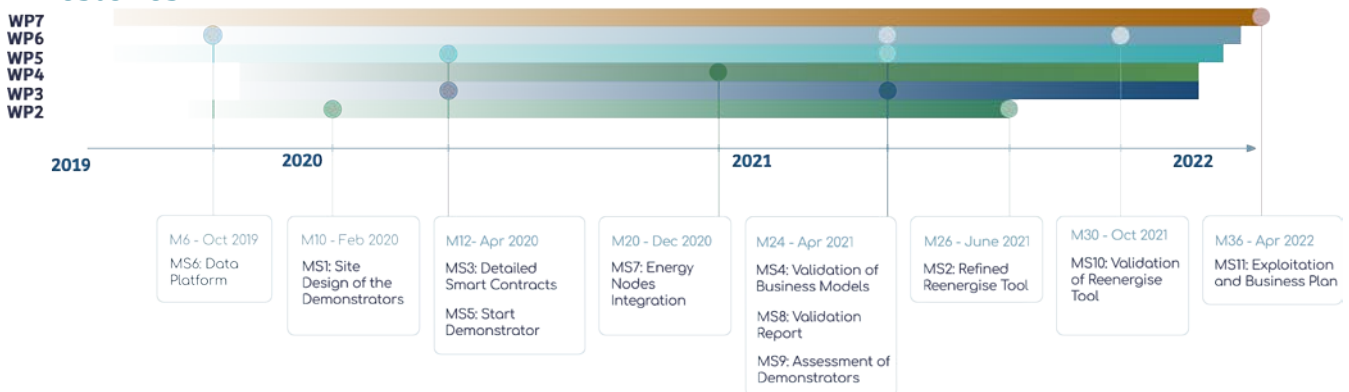 WP7
WP6
WP5
WP4
WP3
WP2
2019
2020
2021
2022
M6 - Oct 2019
MS6: Data
Platform
M10 - Feb 2020
MS1: Site
Design of the
Demonstrators
M12- Apr 2020
MS3: Detailed
Smart Contracts
MS5: Start
Demonstrator
M20 - Dec 2020
MS7: Energy
Nodes
Integration
M24 - Apr 2021
MS4: Validation of
Business Models
MS8: Validation
Report
MS9: Assessment of
Demonstrators
M26 - June 2021
MS2: Refined
Reenergise Tool
M30 - Oct 2021
MS10: Validation
of Reenergise
Tool
M36 - Apr 2022
MS11: Exploitation
and Business Plan